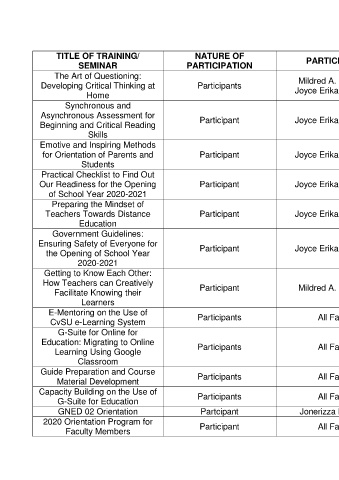 TITLE OF TRAINING/
SEMINAR
NATURE OF
PARTICIPATION
PARTICI
The Art of Questioning:
Developing Critical Thinking at
Home
Participants
Mildred A.
Joyce Erika
Synchronous and
Asynchronous Assessment for
Beginning and Critical Reading
Skills
Participant
Joyce Erika
Emotive and Inspiring Methods
for Orientation of Parents and
Students
Participant
Joyce Erika
Practical Checklist to Find Out
Our Readiness for the Opening
of School Year 2020-2021
Participant
Joyce Erika
Preparing the Mindset of
Teachers Towards Distance
Education
Participant
Joyce Erika
Government Guidelines:
Ensuring Safety of Everyone for
the Opening of School Year
2020-2021
Participant
Joyce Erika
Getting to Know Each Other:
How Teachers can Creatively
Facilitate Knowing their
Learners
Participant
Mildred A.
E-Mentoring on the Use of
CvSU e-Learning System
Participants
All Fa
G-Suite for Online for
Education: Migrating to Online
Learning Using Google
Classroom
Participants
All Fa
Guide Preparation and Course
Material Development
Participants
All Fa
Capacity Building on the Use of
G-Suite for Education
Participants
All Fa
GNED 02 Orientation
Partcipant
Jonerizza
2020 Orientation Program for
Faculty Members
Participant
All Fa